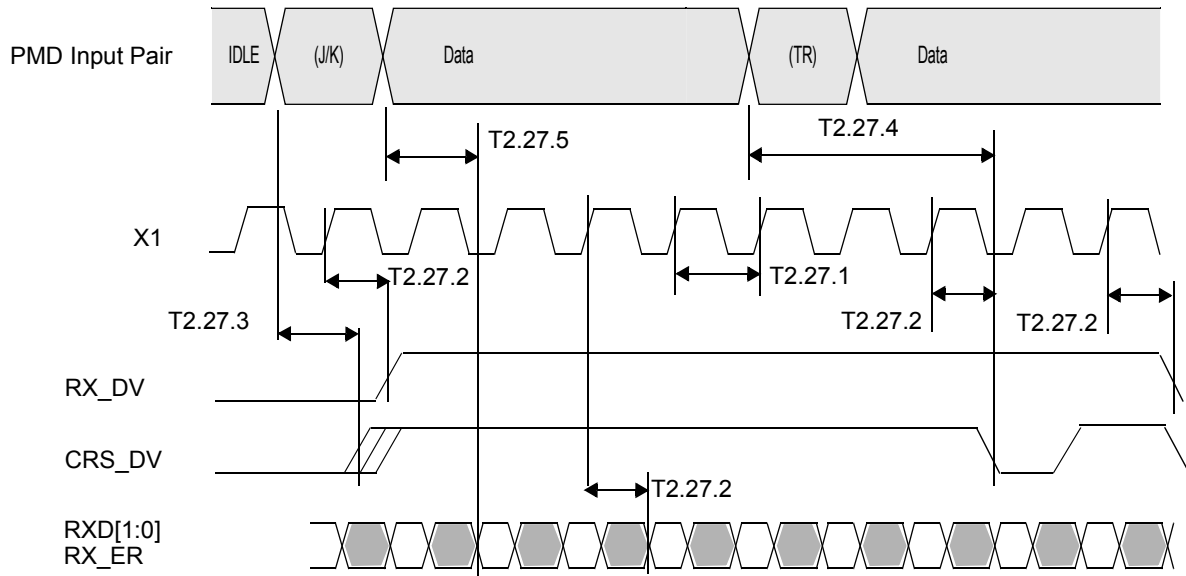 PMD Input Pair
IDLE (J/K) Data (TR) Data
T2.27.5
T2.27.4
X1
T2.27.2
T2.27.1
T2.27.3
T2.27.2
T2.27.2
RX_DV
CRS_DV
T2.27.2
RXD[1:0]
RX_ER